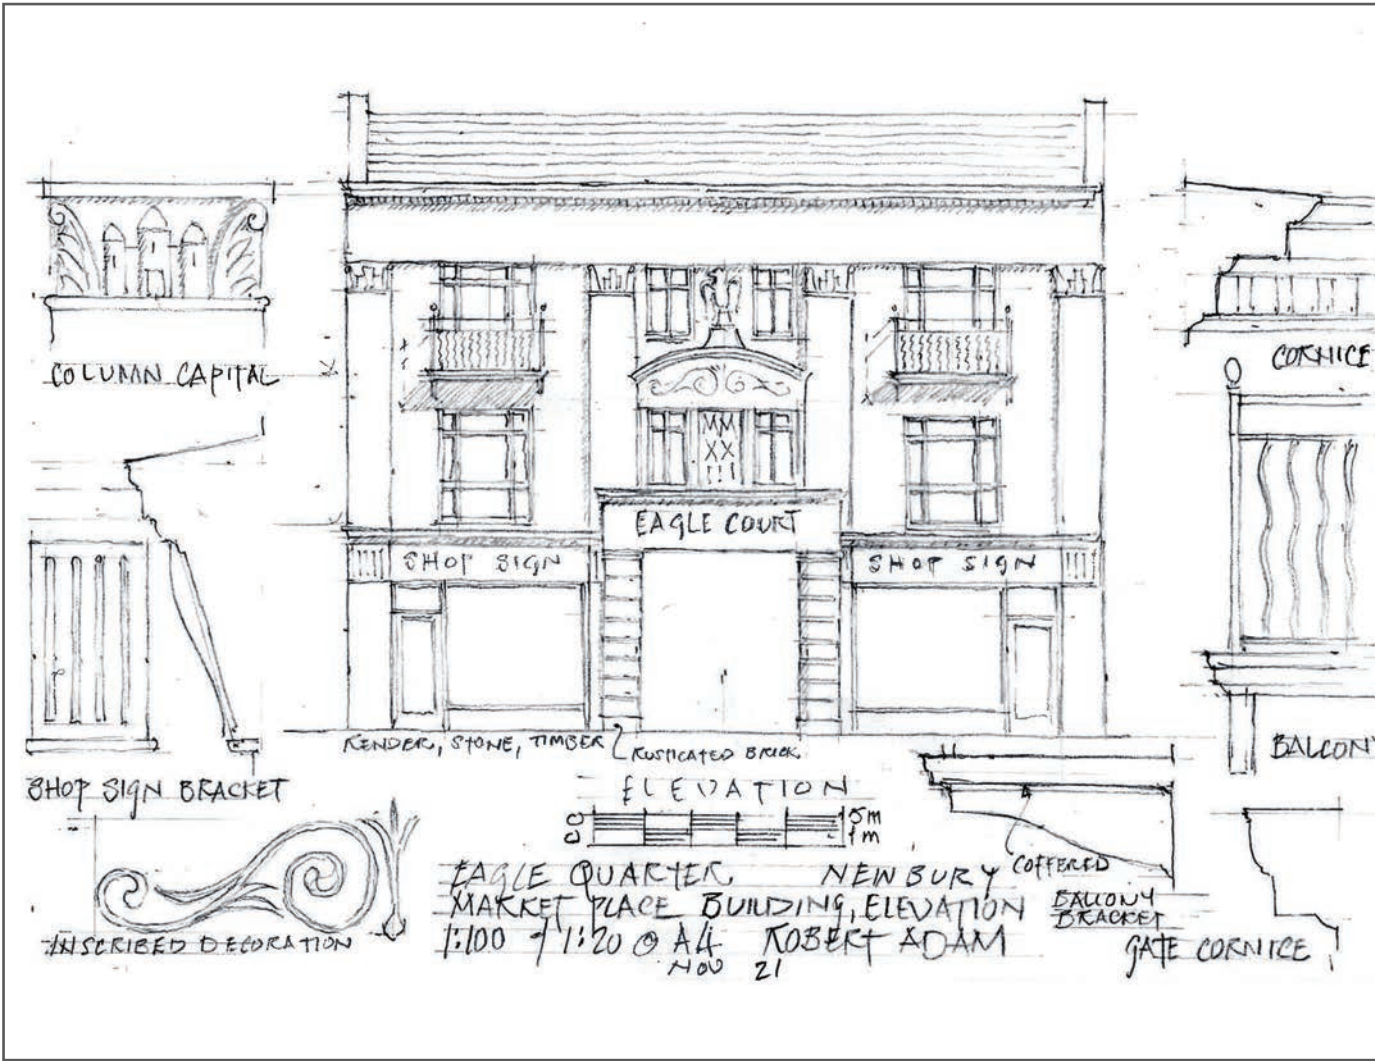 COLUMN CAPITAL
CORNICE
MM
XX
III
EAGLE COURT
SHOP SIGN
SHOP SIGN
RENDER, STONE, TIMBER
RUSTICATED BRICK
SHOP SIGN BRACKET
BALCONY
ELEVATION
0 5m
0 1m
COFFERED
BALCONY
BRACKET
GATE CORNICE
INSCRIBED DECORATION
EAGLE QUARTER NEWBURY
MARKET PLACE BUILDING, ELEVATION
1:100 + 1:20 @ A4 ROBERT ADAM
NOV 21